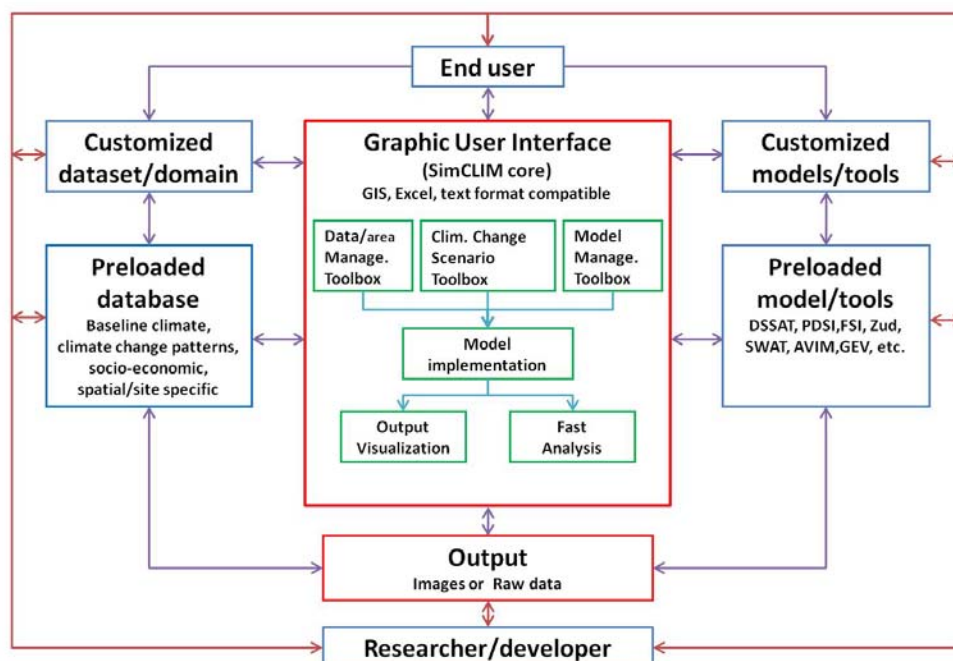 End user
Customized
dataset/domain
Graphic User Interface
(SimCLIM core)
GIS, Excel, text format compatible
Customized
models/tools
Data/area
Manage.
Toolbox
Clim. Change
Scenario
Toolbox
Model
Manage.
Toolbox
Preloaded
database
Baseline climate,
climate change patterns,
socio-economic,
spatial/site specific
Preloaded
model/tools
DSSAT, PDSI,FSI, Zud,
SWAT, AVIM,GEV, etc.
Model
implementation
Output
Visualization
Fast
Analysis
Output
Images or Raw data
Researcher/developer